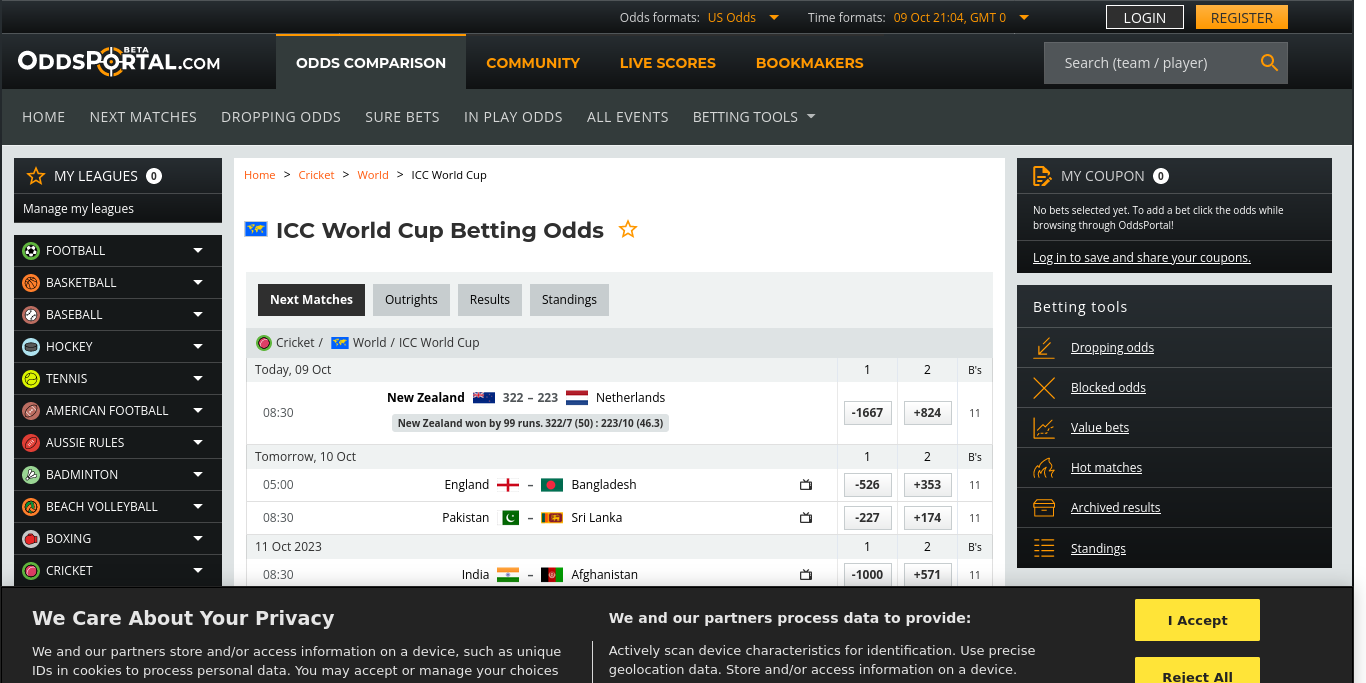 Odds formats: US Odds Time formats: 09 Oct 21:04, GMT 0 LOGIN REGISTER
ODDSPORTAL.COM BETA
ODDS COMPARISON COMMUNITY LIVE SCORES BOOKMAKERS Search (team / player)
HOME NEXT MATCHES DROPPING ODDS SURE BETS IN PLAY ODDS ALL EVENTS BETTING TOOLS
MY LEAGUES 0
Manage my leagues
FOOTBALL
BASKETBALL
BASEBALL
HOCKEY
TENNIS
AMERICAN FOOTBALL
AUSSIE RULES
BADMINTON
BEACH VOLLEYBALL
BOXING
CRICKET
Home > Cricket > World > ICC World Cup
ICC World Cup Betting Odds
Next Matches Outrights Results Standings
Cricket / World / ICC World Cup
Today, 09 Oct 1 2 B's
08:30 New Zealand 322 – 223 Netherlands -1667 +824 11
New Zealand won by 99 runs. 322/7 (50) : 223/10 (46.3)
Tomorrow, 10 Oct 1 2 B's
05:00 England – Bangladesh -526 +353 11
08:30 Pakistan – Sri Lanka -227 +174 11
11 Oct 2023 1 2 B's
08:30 India – Afghanistan -1000 +571 11
MY COUPON 0
No bets selected yet. To add a bet click the odds while
browsing through OddsPortal!
Log in to save and share your coupons.
Betting tools
Dropping odds
Blocked odds
Value bets
Hot matches
Archived results
Standings
We Care About Your Privacy
We and our partners store and/or access information on a device, such as unique
IDs in cookies to process personal data. You may accept or manage your choices
We and our partners process data to provide:
Actively scan device characteristics for identification. Use precise
geolocation data. Store and/or access information on a device.
I Accept
Reject All